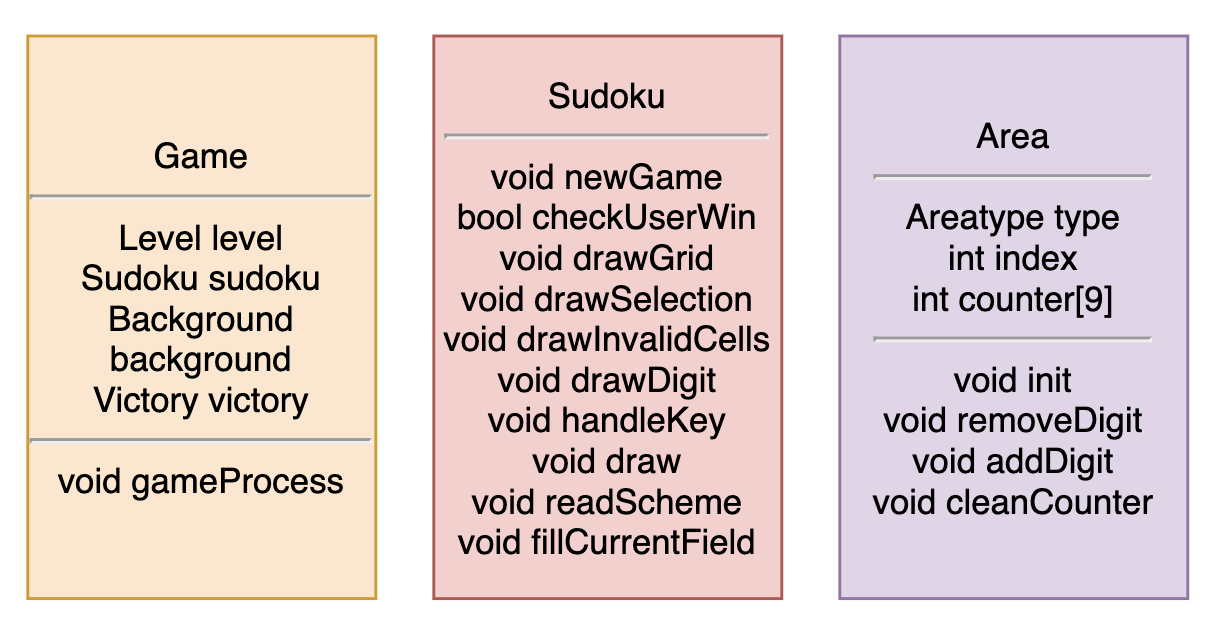 Game
Level level
Sudoku sudoku
Background
background
Victory victory
void gameProcess
Sudoku
void newGame
bool checkUserWin
void drawGrid
void drawSelection
void drawInvalidCells
void drawDigit
void handleKey
void draw
void readScheme
void fillCurrentField
Area
Areatype type
int index
int counter[9]
void init
void removeDigit
void addDigit
void cleanCounter